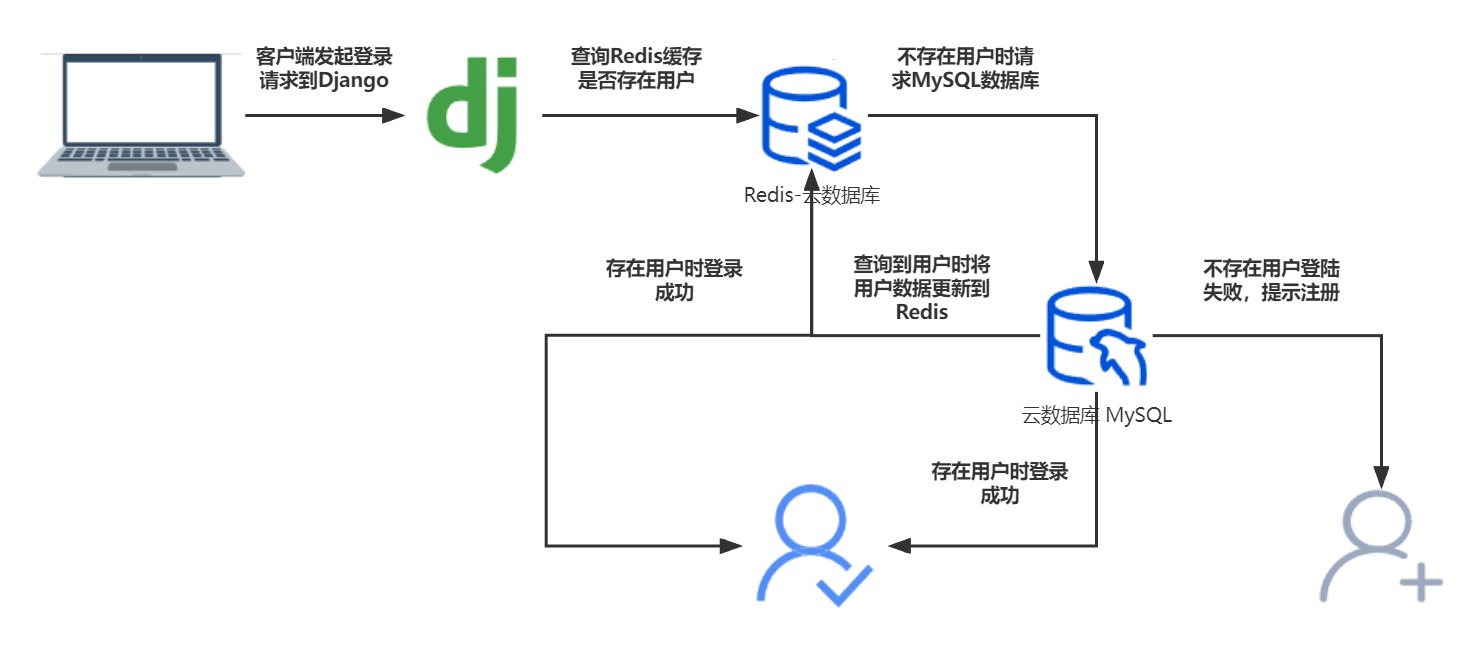 客户端发起登录
请求到Django
dj
查询Redis缓存
是否存在用户
不存在用户时请
求MySQL数据库
Redis-云数据库
存在用户时登录
成功
查询到用户时将
用户数据更新到
Redis
不存在用户登陆
失败，提示注册
云数据库 MySQL
存在用户时登录
成功